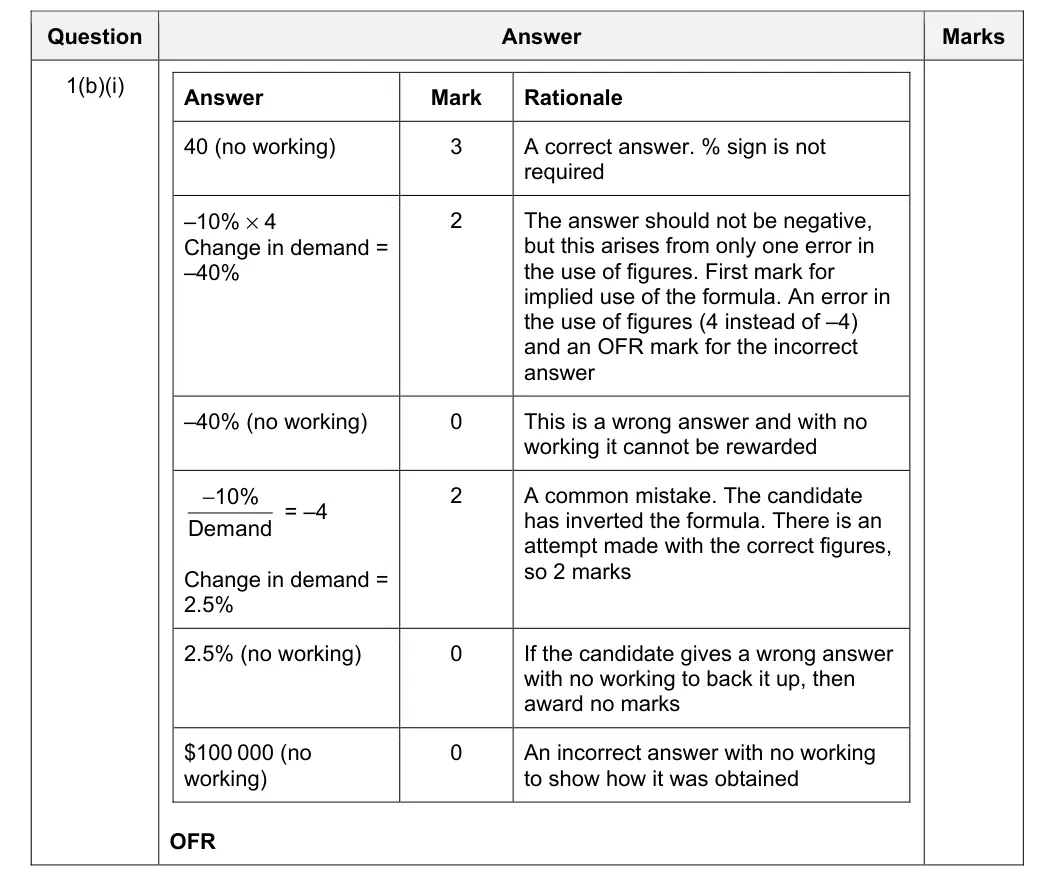 Question Answer Marks
1(b)(i)
Answer Mark Rationale
40 (no working) 3 A correct answer. % sign is not
required
–10% × 4 2 The answer should not be negative,
Change in demand = but this arises from only one error in
–40% the use of figures. First mark for
implied use of the formula. An error in
the use of figures (4 instead of –4)
and an OFR mark for the incorrect
answer
–40% (no working) 0 This is a wrong answer and with no
working it cannot be rewarded
–10% 2 A common mistake. The candidate
= –4 has inverted the formula. There is an
Demand attempt made with the correct figures,
Change in demand = so 2 marks
2.5%
2.5% (no working) 0 If the candidate gives a wrong answer
with no working to back it up, then
award no marks
$100 000 (no 0 An incorrect answer with no working
working) to show how it was obtained
OFR